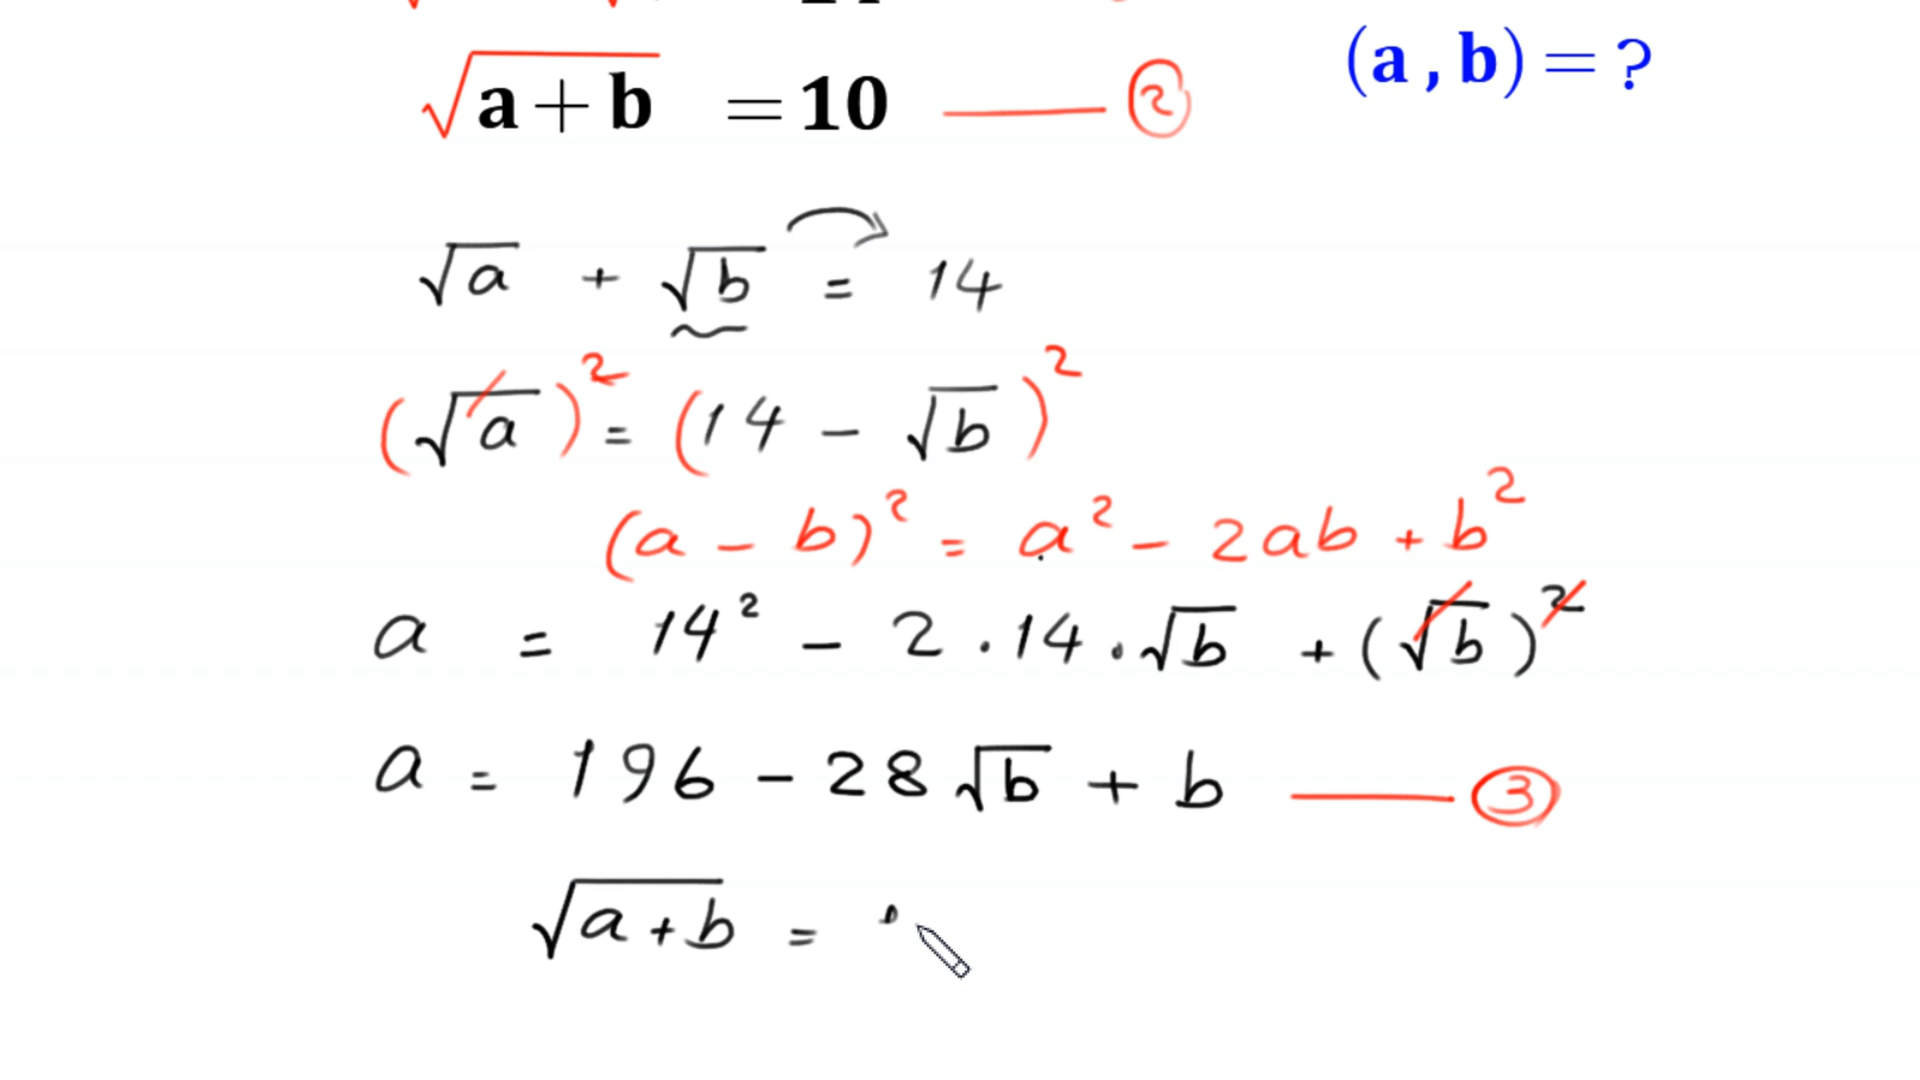 √a+b = 10 —— ②
(a , b) = ?
√a + √b = 14
(√a)² = (14 - √b)²
(a - b)² = a² - 2ab + b²
a = 14² - 2 · 14 · √b + (√b)²
a = 196 - 28√b + b —— ③
√a+b =